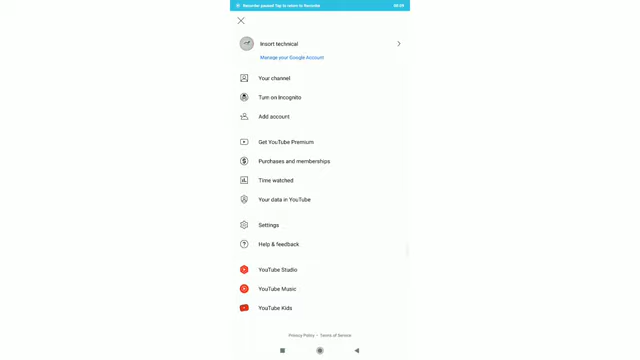 Recorder paused Tap to return to Recorder
00:09
Insort technical
Manage your Google Account
Your channel
Turn on Incognito
Add account
Get YouTube Premium
Purchases and memberships
Time watched
Your data in YouTube
Settings
Help & feedback
YouTube Studio
YouTube Music
YouTube Kids
Privacy Policy • Terms of Service